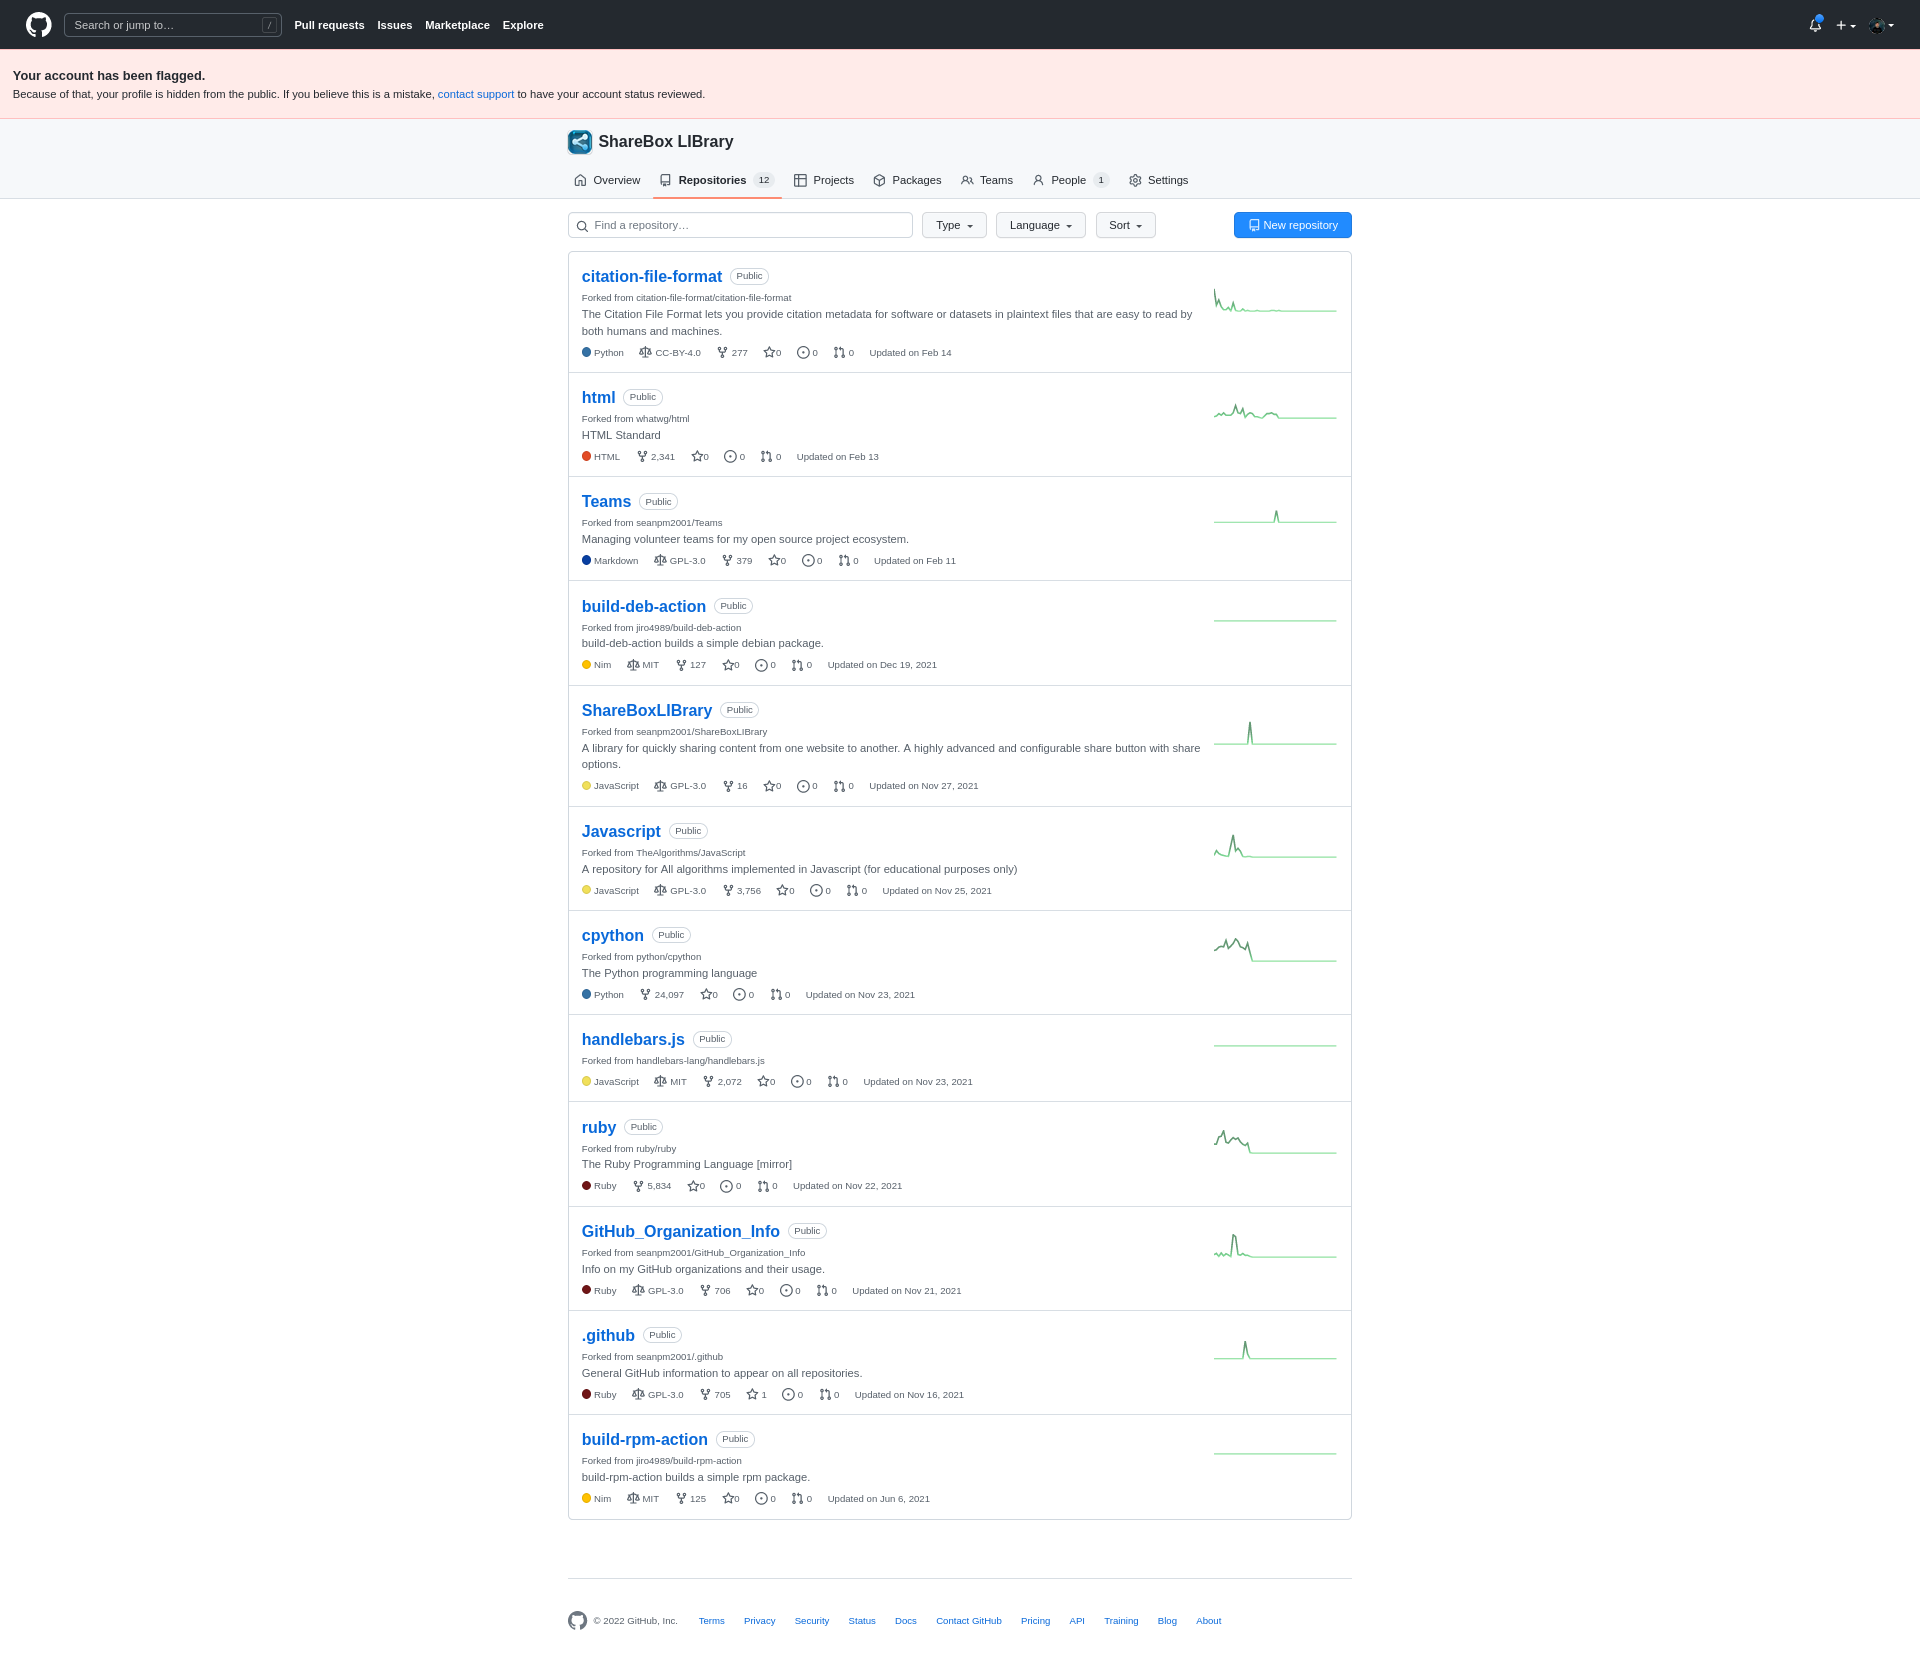 Search or jump to…
/
Pull requests Issues Marketplace Explore
Your account has been flagged.
Because of that, your profile is hidden from the public. If you believe this is a mistake, contact support to have your account status reviewed.
ShareBox LIBrary
Overview Repositories 12 Projects Packages Teams People 1 Settings
Find a repository… Type Language Sort New repository
citation-file-format Public
Forked from citation-file-format/citation-file-format
The Citation File Format lets you provide citation metadata for software or datasets in plaintext files that are easy to read by
both humans and machines.
Python CC-BY-4.0 277 0 0 0 Updated on Feb 14
html Public
Forked from whatwg/html
HTML Standard
HTML 2,341 0 0 0 Updated on Feb 13
Teams Public
Forked from seanpm2001/Teams
Managing volunteer teams for my open source project ecosystem.
Markdown GPL-3.0 379 0 0 0 Updated on Feb 11
build-deb-action Public
Forked from jiro4989/build-deb-action
build-deb-action builds a simple debian package.
Nim MIT 127 0 0 0 Updated on Dec 19, 2021
ShareBoxLIBrary Public
Forked from seanpm2001/ShareBoxLIBrary
A library for quickly sharing content from one website to another. A highly advanced and configurable share button with share
options.
JavaScript GPL-3.0 16 0 0 0 Updated on Nov 27, 2021
Javascript Public
Forked from TheAlgorithms/JavaScript
A repository for All algorithms implemented in Javascript (for educational purposes only)
JavaScript GPL-3.0 3,756 0 0 0 Updated on Nov 25, 2021
cpython Public
Forked from python/cpython
The Python programming language
Python 24,097 0 0 0 Updated on Nov 23, 2021
handlebars.js Public
Forked from handlebars-lang/handlebars.js
JavaScript MIT 2,072 0 0 0 Updated on Nov 23, 2021
ruby Public
Forked from ruby/ruby
The Ruby Programming Language [mirror]
Ruby 5,834 0 0 0 Updated on Nov 22, 2021
GitHub_Organization_Info Public
Forked from seanpm2001/GitHub_Organization_Info
Info on my GitHub organizations and their usage.
Ruby GPL-3.0 706 0 0 0 Updated on Nov 21, 2021
.github Public
Forked from seanpm2001/.github
General GitHub information to appear on all repositories.
Ruby GPL-3.0 705 1 0 0 Updated on Nov 16, 2021
build-rpm-action Public
Forked from jiro4989/build-rpm-action
build-rpm-action builds a simple rpm package.
Nim MIT 125 0 0 0 Updated on Jun 6, 2021
© 2022 GitHub, Inc. Terms Privacy Security Status Docs Contact GitHub Pricing API Training Blog About